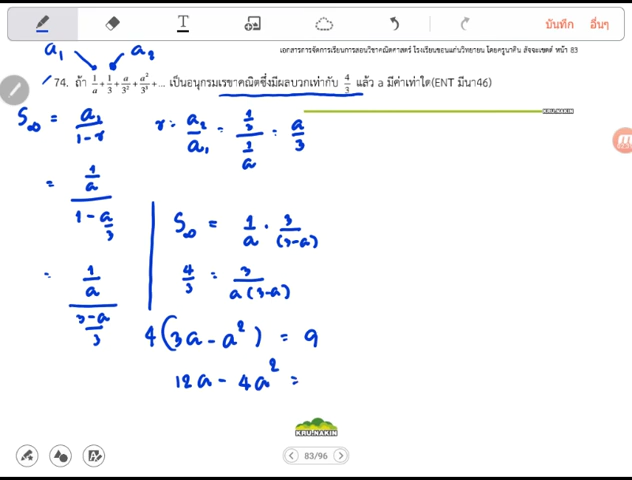 บันทึก อื่นๆ
a₁ a₂
เอกสารการจัดการเรียนการสอนวิชาคณิตศาสตร์ โรงเรียนขอนแก่นวิทยายน โดยครูนาคิน สัจจะเขตต์ หน้า 83
74. ถ้า 1/a + 1/3 + a/3² + a²/3³ + ... เป็นอนุกรมเรขาคณิตซึ่งมีผลบวกเท่ากับ 4/3 แล้ว a มีค่าเท่าใด(ENT มีนา46)
KRU.NAKIN
S∞ = a₁/(1-r)
r = a₂/a₁ = (1/3)/(1/a) = a/3
= (1/a)/(1-a/3)
= (1/a)/((3-a)/3)
S∞ = 1/a · 3/(3-a)
4/3 = 3/(a(3-a))
4(3a - a²) = 9
12a - 4a² =
KRU.NAKIN
83/96